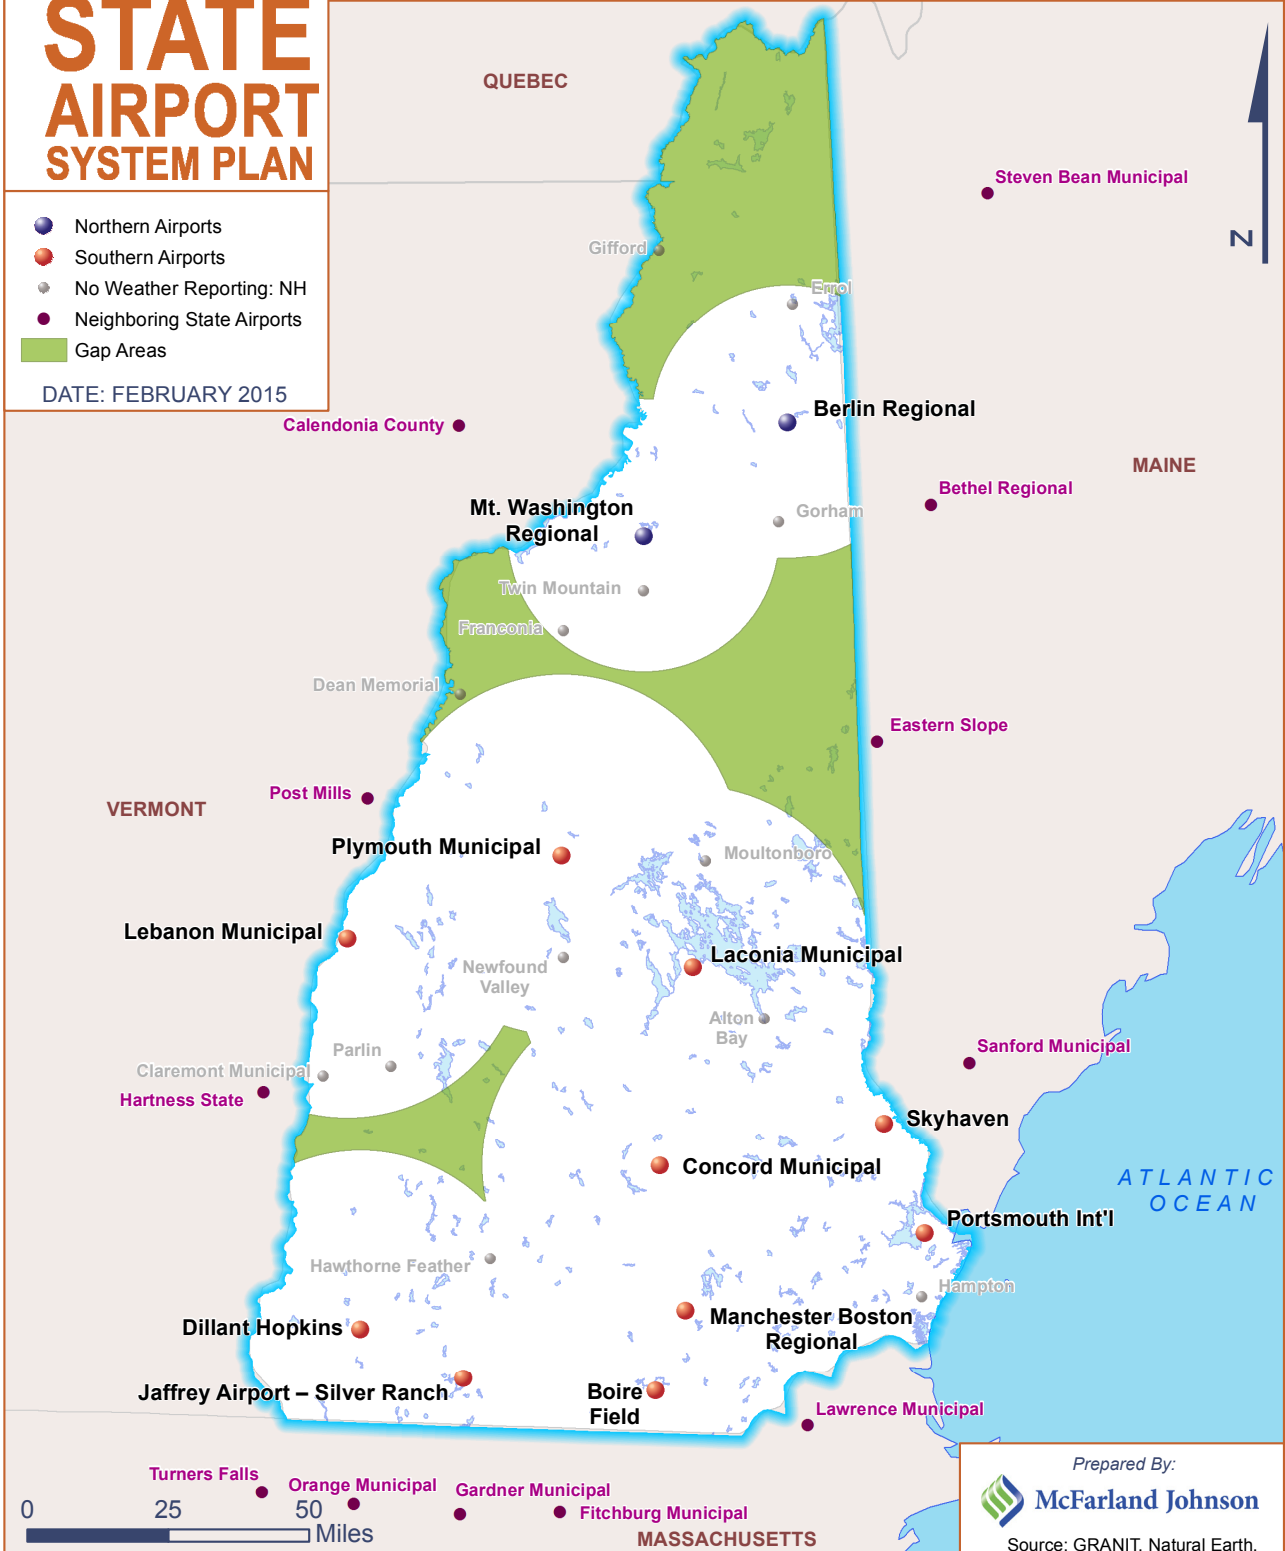 STATE
AIRPORT
SYSTEM PLAN
Northern Airports
Southern Airports
No Weather Reporting: NH
Neighboring State Airports
Gap Areas
DATE: FEBRUARY 2015
QUEBEC
Steven Bean Municipal
N
Gifford
Errol
Berlin Regional
Calendonia County
MAINE
Bethel Regional
Mt. Washington
Regional
Gorham
Twin Mountain
Franconia
Dean Memorial
Eastern Slope
Post Mills
VERMONT
Plymouth Municipal
Moultonboro
Lebanon Municipal
Laconia Municipal
Newfound
Valley
Alton
Bay
Parlin
Sanford Municipal
Claremont Municipal
Hartness State
Skyhaven
Concord Municipal
ATLANTIC
OCEAN
Portsmouth Int'l
Hawthorne Feather
Hampton
Manchester Boston
Regional
Dillant Hopkins
Jaffrey Airport – Silver Ranch
Boire
Field
Lawrence Municipal
Turners Falls
Orange Municipal
Gardner Municipal
Fitchburg Municipal
MASSACHUSETTS
0 25 50
Miles
Prepared By:
McFarland Johnson
Source: GRANIT, Natural Earth,